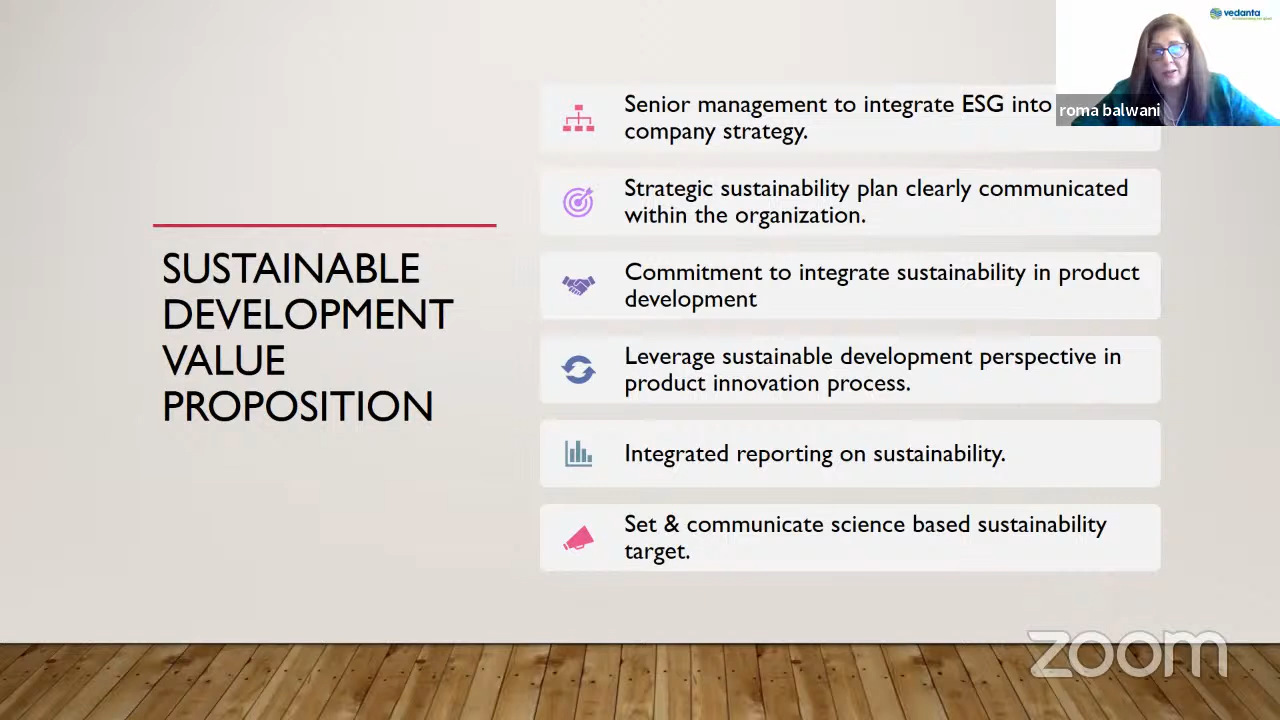 SUSTAINABLE
DEVELOPMENT
VALUE
PROPOSITION
Senior management to integrate ESG into
company strategy.
Strategic sustainability plan clearly communicated
within the organization.
Commitment to integrate sustainability in product
development
Leverage sustainable development perspective in
product innovation process.
Integrated reporting on sustainability.
Set & communicate science based sustainability
target.
vedanta
roma balwani
zoom